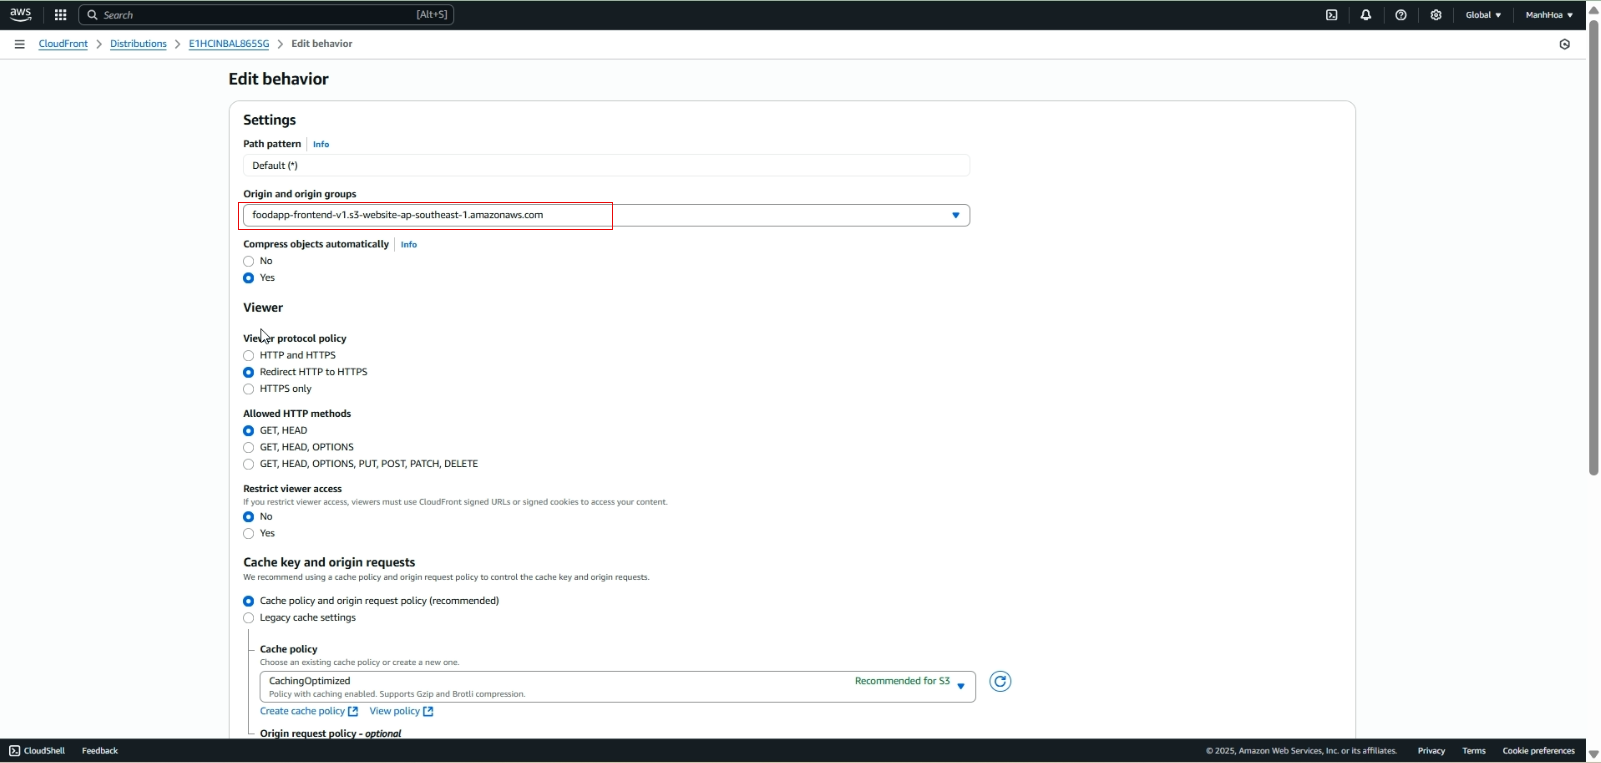 aws Search [Alt+S] Global ManhHoa
CloudFront > Distributions > E1HCINBAL8655G > Edit behavior
Edit behavior
Settings
Path pattern | Info
Default (*)
Origin and origin groups
foodapp-frontend-v1.s3-website-ap-southeast-1.amazonaws.com
Compress objects automatically | Info
No
Yes
Viewer
Viewer protocol policy
HTTP and HTTPS
Redirect HTTP to HTTPS
HTTPS only
Allowed HTTP methods
GET, HEAD
GET, HEAD, OPTIONS
GET, HEAD, OPTIONS, PUT, POST, PATCH, DELETE
Restrict viewer access
If you restrict viewer access, viewers must use CloudFront signed URLs or signed cookies to access your content.
No
Yes
Cache key and origin requests
We recommend using a cache policy and origin request policy to control the cache key and origin requests.
Cache policy and origin request policy (recommended)
Legacy cache settings
Cache policy
Choose an existing cache policy or create a new one.
CachingOptimized Recommended for S3
Policy with caching enabled. Supports Gzip and Brotli compression.
Create cache policy View policy
Origin request policy - optional
CloudShell Feedback © 2025, Amazon Web Services, Inc. or its affiliates. Privacy Terms Cookie preferences